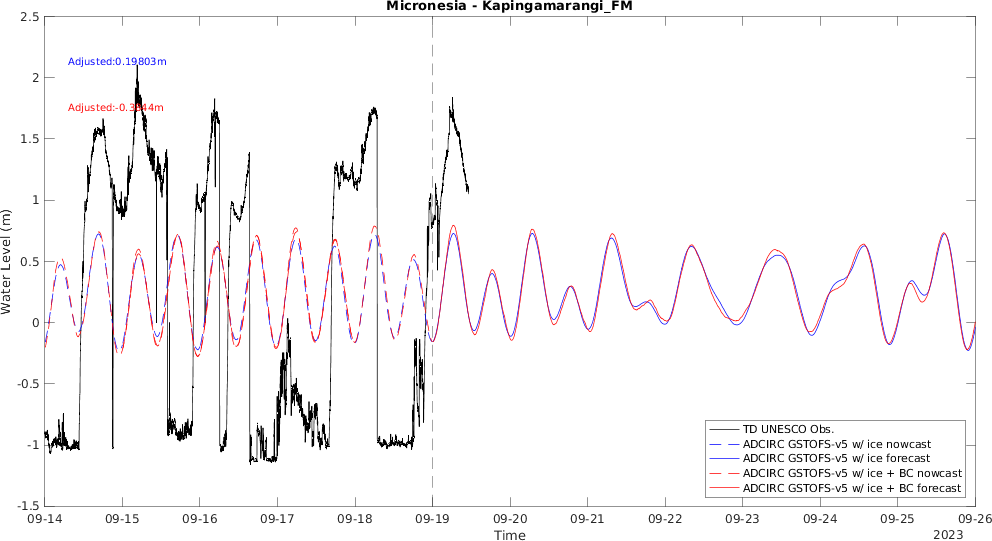 Micronesia - Kapingamarangi_FM
2.5
2
1.5
1
0.5
0
-0.5
-1
-1.5
Water Level (m)
Adjusted:0.19803m
09-14
09-15
09-16
09-17
09-18
09-19
09-20
09-21
09-22
09-23
09-24
09-25
09-26
Time
2023
TD UNESCO Obs.
ADCIRC GSTOFS-v5 w/ ice nowcast
ADCIRC GSTOFS-v5 w/ ice forecast
ADCIRC GSTOFS-v5 w/ ice + BC nowcast
ADCIRC GSTOFS-v5 w/ ice + BC forecast